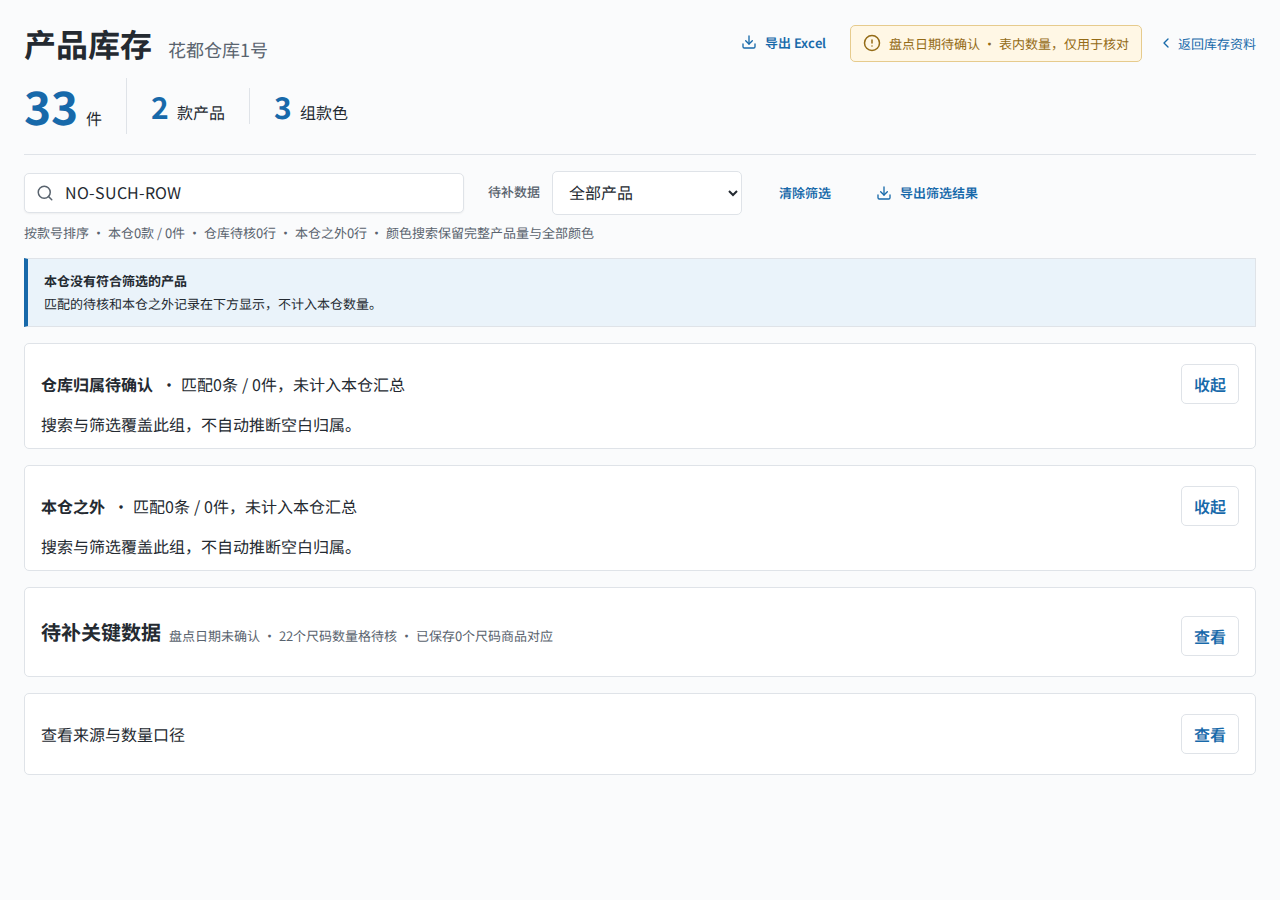 产品库存 花都仓库1号
导出 Excel
盘点日期待确认 · 表内数量，仅用于核对
返回库存资料
33 件 2 款产品 3 组款色
NO-SUCH-ROW 待补数据 全部产品 清除筛选 导出筛选结果
按款号排序 · 本仓0款 / 0件 · 仓库待核0行 · 本仓之外0行 · 颜色搜索保留完整产品量与全部颜色
本仓没有符合筛选的产品
匹配的待核和本仓之外记录在下方显示，不计入本仓数量。
仓库归属待确认 · 匹配0条 / 0件，未计入本仓汇总 收起
搜索与筛选覆盖此组，不自动推断空白归属。
本仓之外 · 匹配0条 / 0件，未计入本仓汇总 收起
搜索与筛选覆盖此组，不自动推断空白归属。
待补关键数据 盘点日期未确认 · 22个尺码数量格待核 · 已保存0个尺码商品对应 查看
查看来源与数量口径 查看